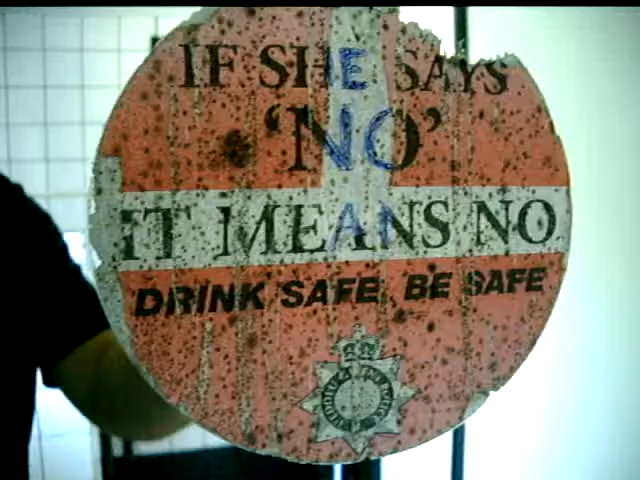 IF SHE SAYS
'NO'
IT MEANS NO
DRINK SAFE BE SAFE